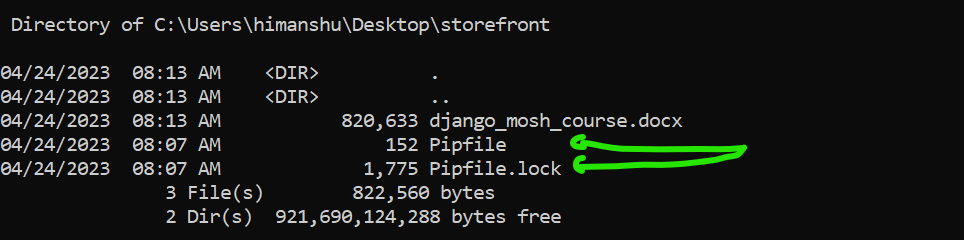 Directory of C:\Users\himanshu\Desktop\storefront
04/24/2023  08:13 AM    <DIR>          .
04/24/2023  08:13 AM    <DIR>          ..
04/24/2023  08:13 AM           820,633 django_mosh_course.docx
04/24/2023  08:07 AM               152 Pipfile
04/24/2023  08:07 AM             1,775 Pipfile.lock
3 File(s)        822,560 bytes
2 Dir(s)  921,690,124,288 bytes free